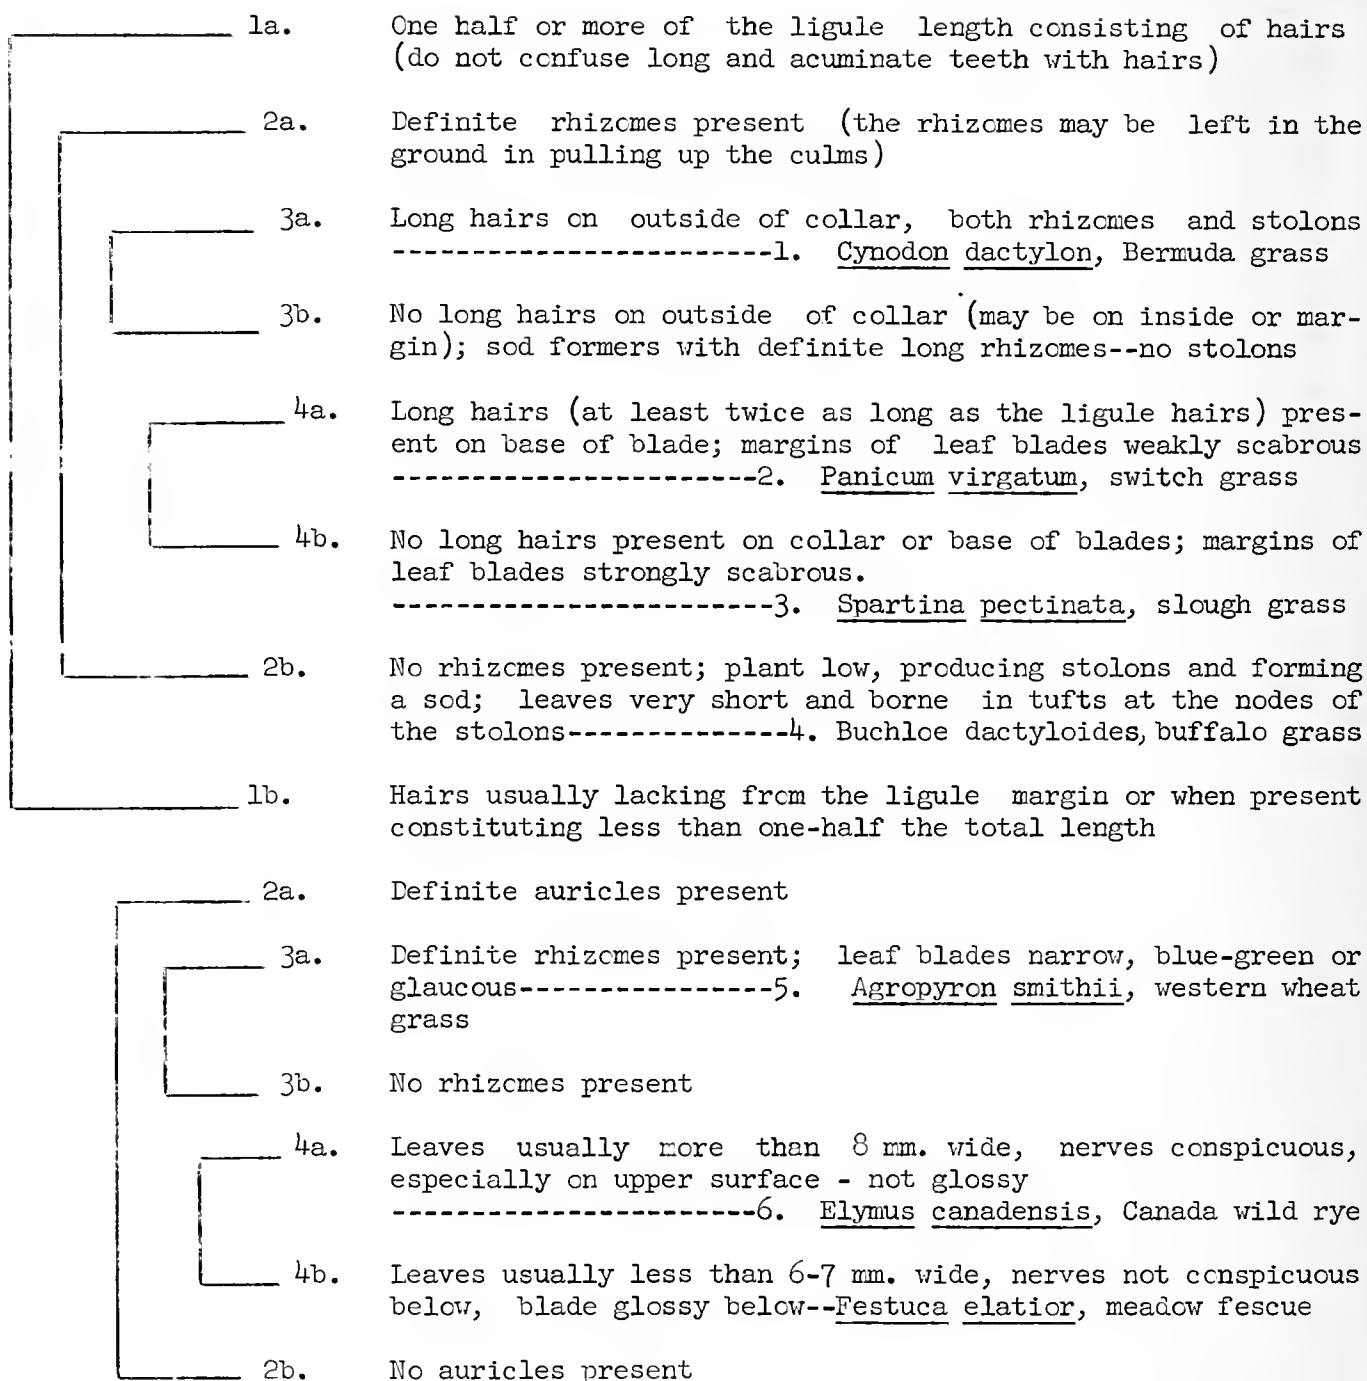 1a. One half or more of the ligule length consisting of hairs
(do not confuse long and acuminate teeth with hairs)
2a. Definite rhizomes present (the rhizomes may be left in the
ground in pulling up the culms)
3a. Long hairs on outside of collar, both rhizomes and stolons
------------------------1. Cynodon dactylon, Bermuda grass
3b. No long hairs on outside of collar (may be on inside or mar-
gin); sod formers with definite long rhizomes--no stolons
4a. Long hairs (at least twice as long as the ligule hairs) pres-
ent on base of blade; margins of leaf blades weakly scabrous
-----------------------2. Panicum virgatum, switch grass
4b. No long hairs present on collar or base of blades; margins of
leaf blades strongly scabrous.
------------------------3. Spartina pectinata, slough grass
2b. No rhizomes present; plant low, producing stolons and forming
a sod; leaves very short and borne in tufts at the nodes of
the stolons---------------4. Buchloe dactyloides, buffalo grass
1b. Hairs usually lacking from the ligule margin or when present
constituting less than one-half the total length
2a. Definite auricles present
3a. Definite rhizomes present; leaf blades narrow, blue-green or
glaucous----------------5. Agropyron smithii, western wheat
grass
3b. No rhizomes present
4a. Leaves usually more than 8 mm. wide, nerves conspicuous,
especially on upper surface - not glossy
-----------------------6. Elymus canadensis, Canada wild rye
4b. Leaves usually less than 6-7 mm. wide, nerves not conspicuous
below, blade glossy below--Festuca elatior, meadow fescue
2b. No auricles present